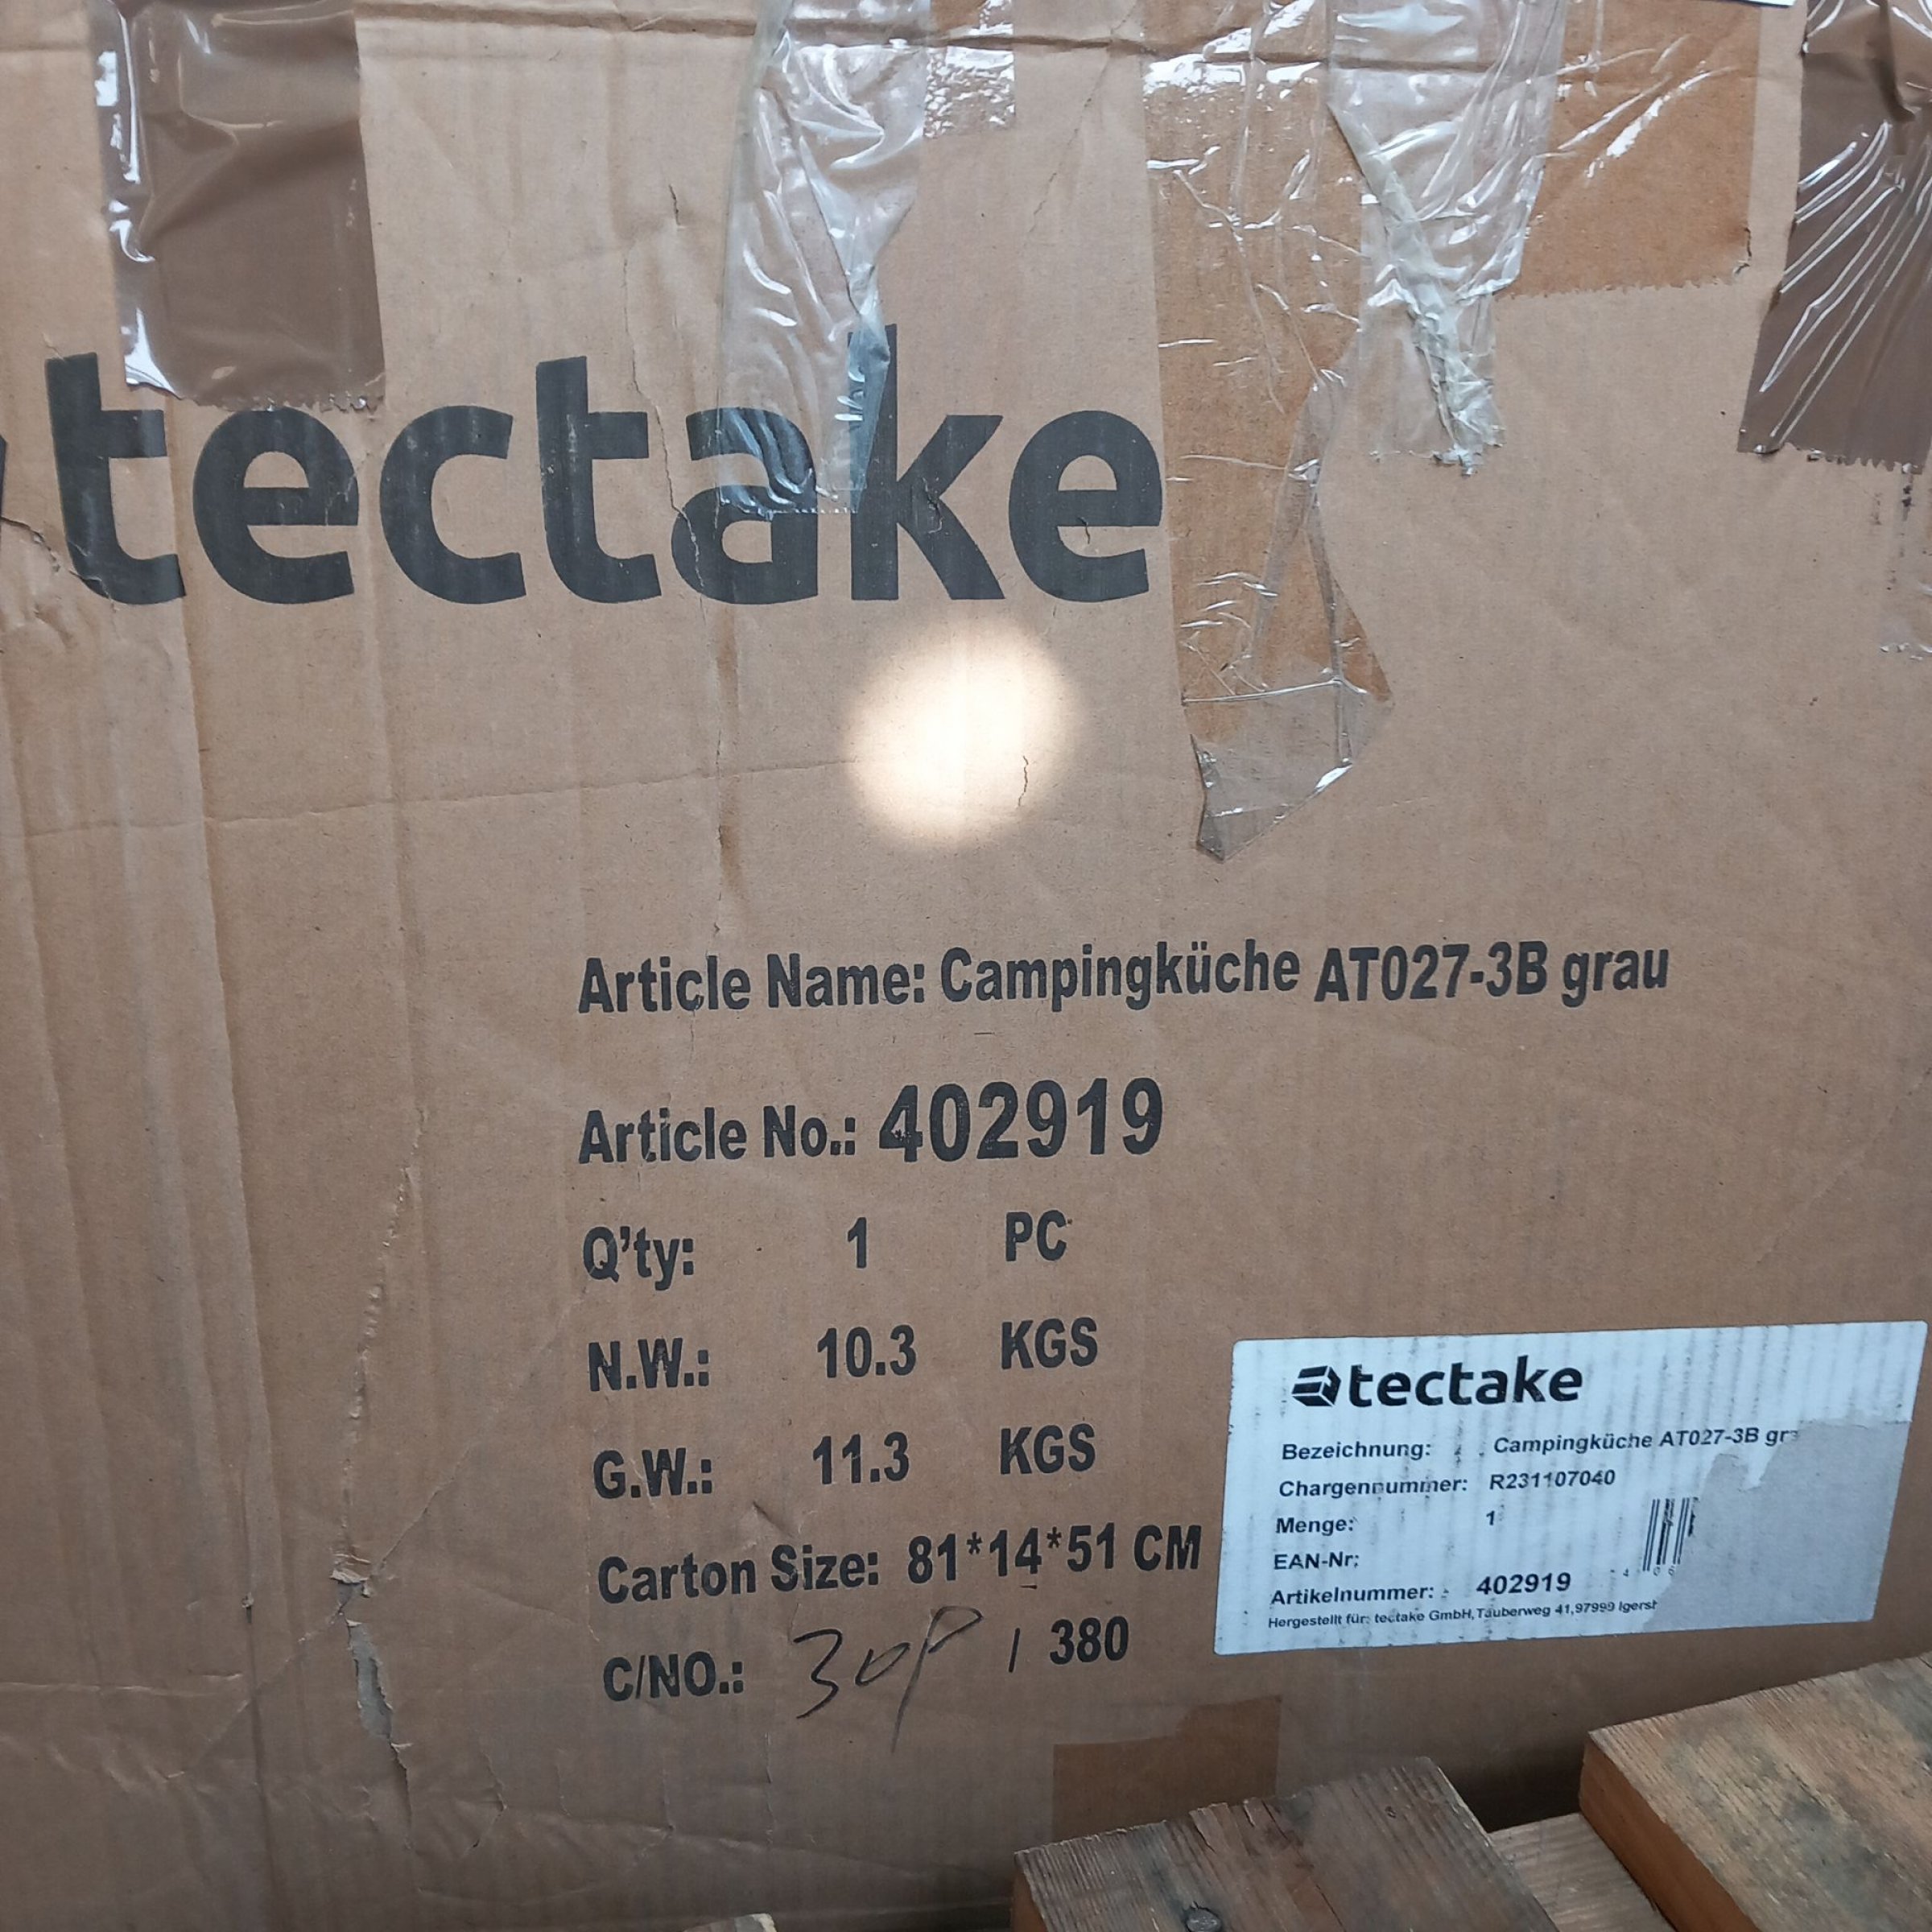 tectake
Article Name: Campingküche AT027-3B grau
Article No.: 402919
Q'ty: 1 PC
N.W.: 10.3 KGS
G.W.: 11.3 KGS
Carton Size: 81*14*51 CM
C/NO.: / 380
tectake
Bezeichnung: Campingküche AT027-3B
Chargennummer: R231107040
Menge: 1
EAN-Nr:
Artikelnummer: 402919
Hergestellt für: tectake GmbH, Tauberweg 41, 97999